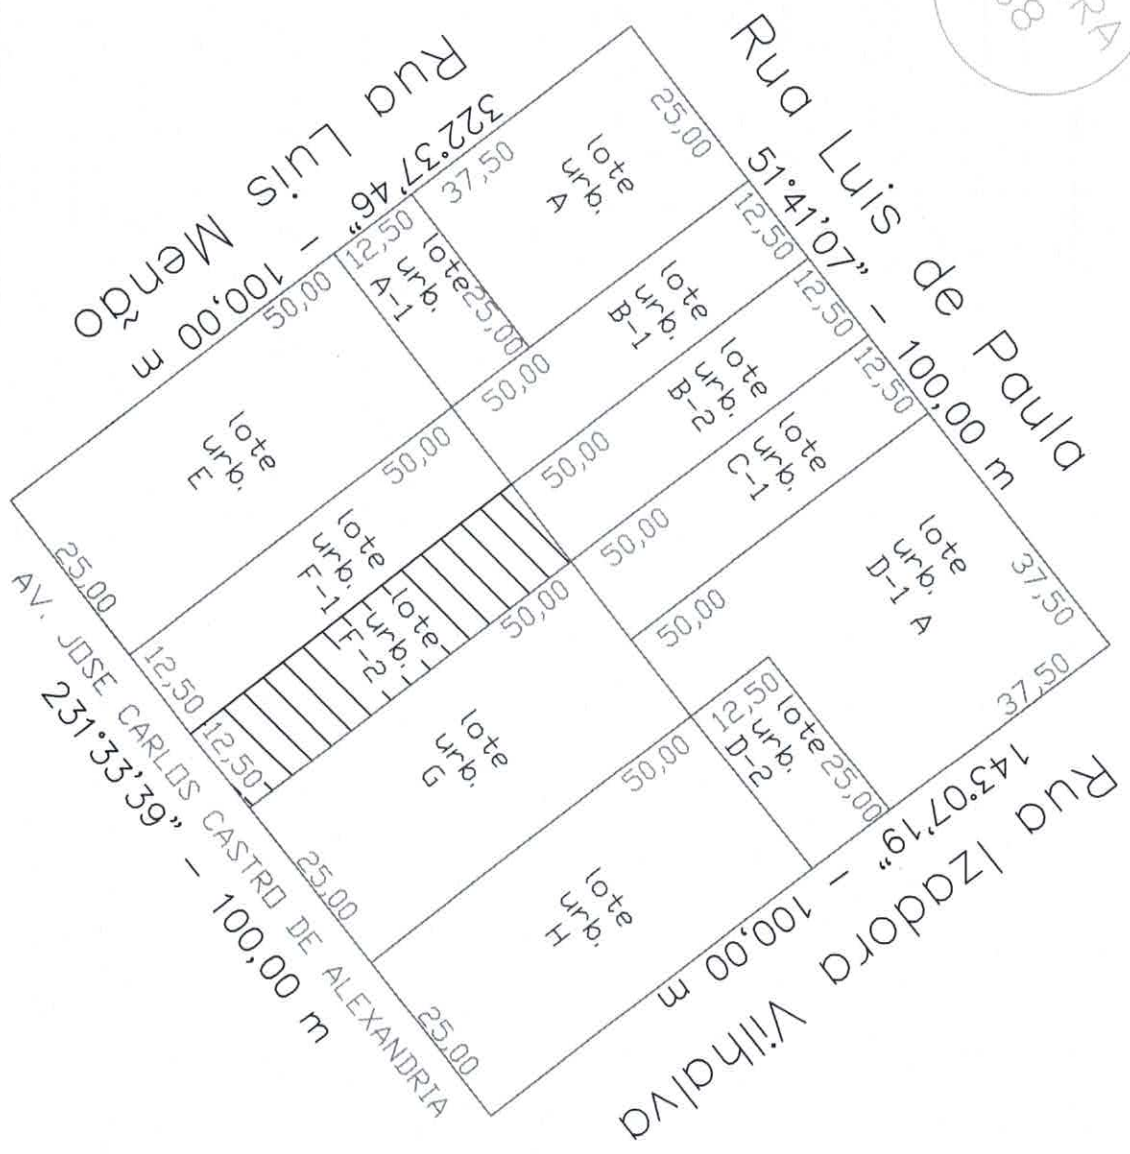 Rua Luis Menão
322°37'46" - 100,00 m
Rua Luis de Paula
51°41'07" - 100,00 m
RA
38
25,00
lote
urb.
A
37,50
12,50
lote
urb.
A-1
25,00
50,00
12,50
lote
urb.
B-1
50,00
12,50
lote
urb.
B-2
50,00
12,50
lote
urb.
C-1
50,00
50,00
lote
urb.
E
25,00
50,00
lote
urb.
F-1
12,50
lote
urb.
F-2
12,50
50,00
lote
urb.
G
25,00
50,00
lote
urb.
D-1 A
37,50
37,50
50,00
12,50
lote
urb.
D-2
25,00
lote
urb.
H
25,00
AV. JOSE CARLOS CASTRO DE ALEXANDRIA
231°33'39" - 100,00 m
143°07'19" - 100,00 m
Rua Izadora Vilhalva